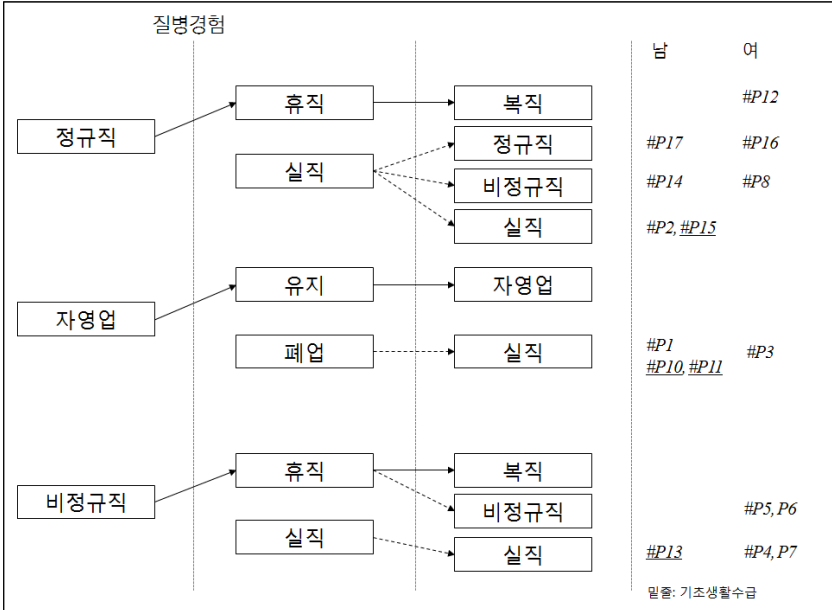 질병경험
남 여
휴직 복직 #P12
정규직
정규직 #P17 #P16
실직
비정규직 #P14 #P8
실직 #P2, #P15
유지 자영업
자영업
폐업 실직 #P1
#P10, #P11 #P3
휴직 복직
비정규직
비정규직 #P5, P6
실직
실직 #P13 #P4, P7
밑줄: 기초생활수급